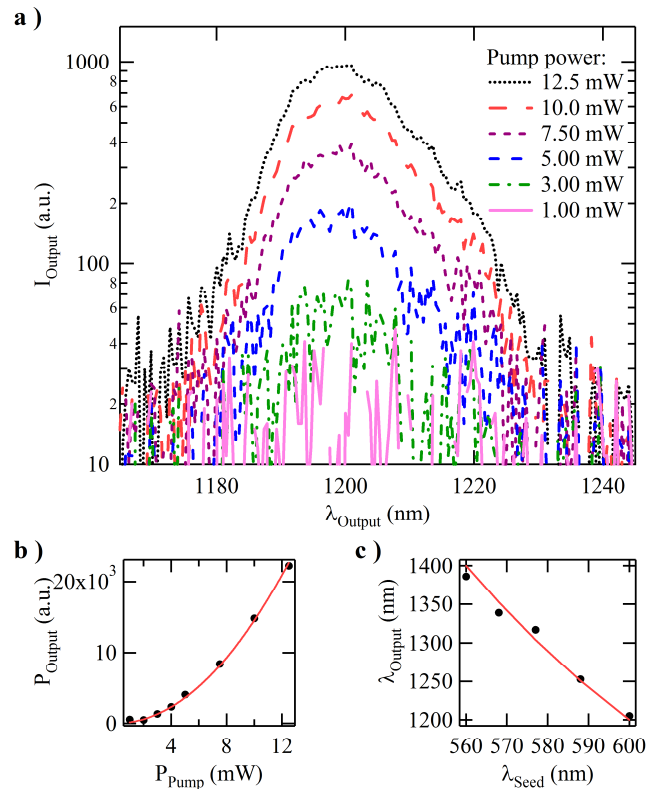 a )
1000
8
6
4
2
100
8
6
4
2
10
I_Output (a.u.)
Pump power:
12.5 mW
10.0 mW
7.50 mW
5.00 mW
3.00 mW
1.00 mW
1180 1200 1220 1240
λ_Output (nm)
b )
20x10³
10
0
P_Output (a.u.)
4 8 12
P_Pump (mW)
c )
1400
1350
1300
1250
1200
λ_Output (nm)
560 570 580 590 600
λ_Seed (nm)